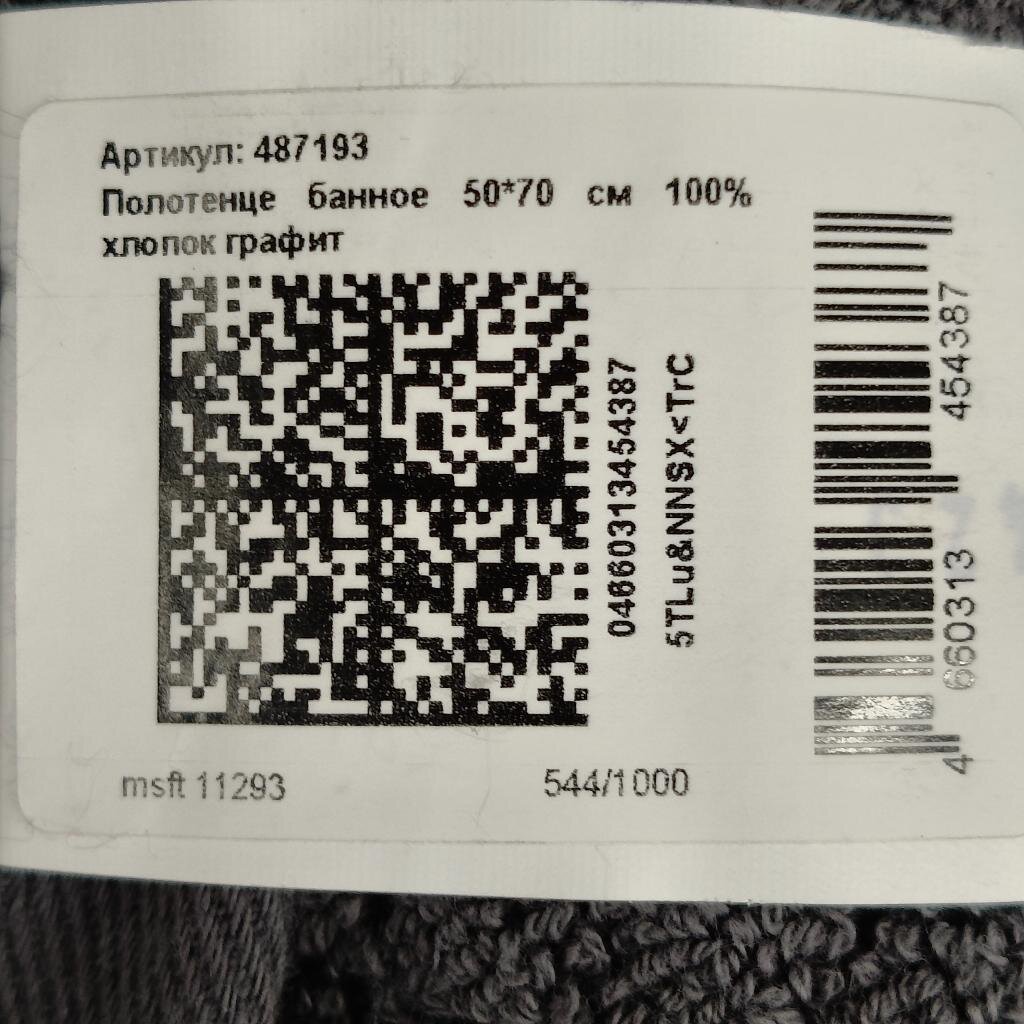 Артикул: 487193
Полотенце банное 50*70 см 100%
хлопок графит
04660313454387
5TLu&NNSX<TrC
4 660313 454387
msft 11293
544/1000